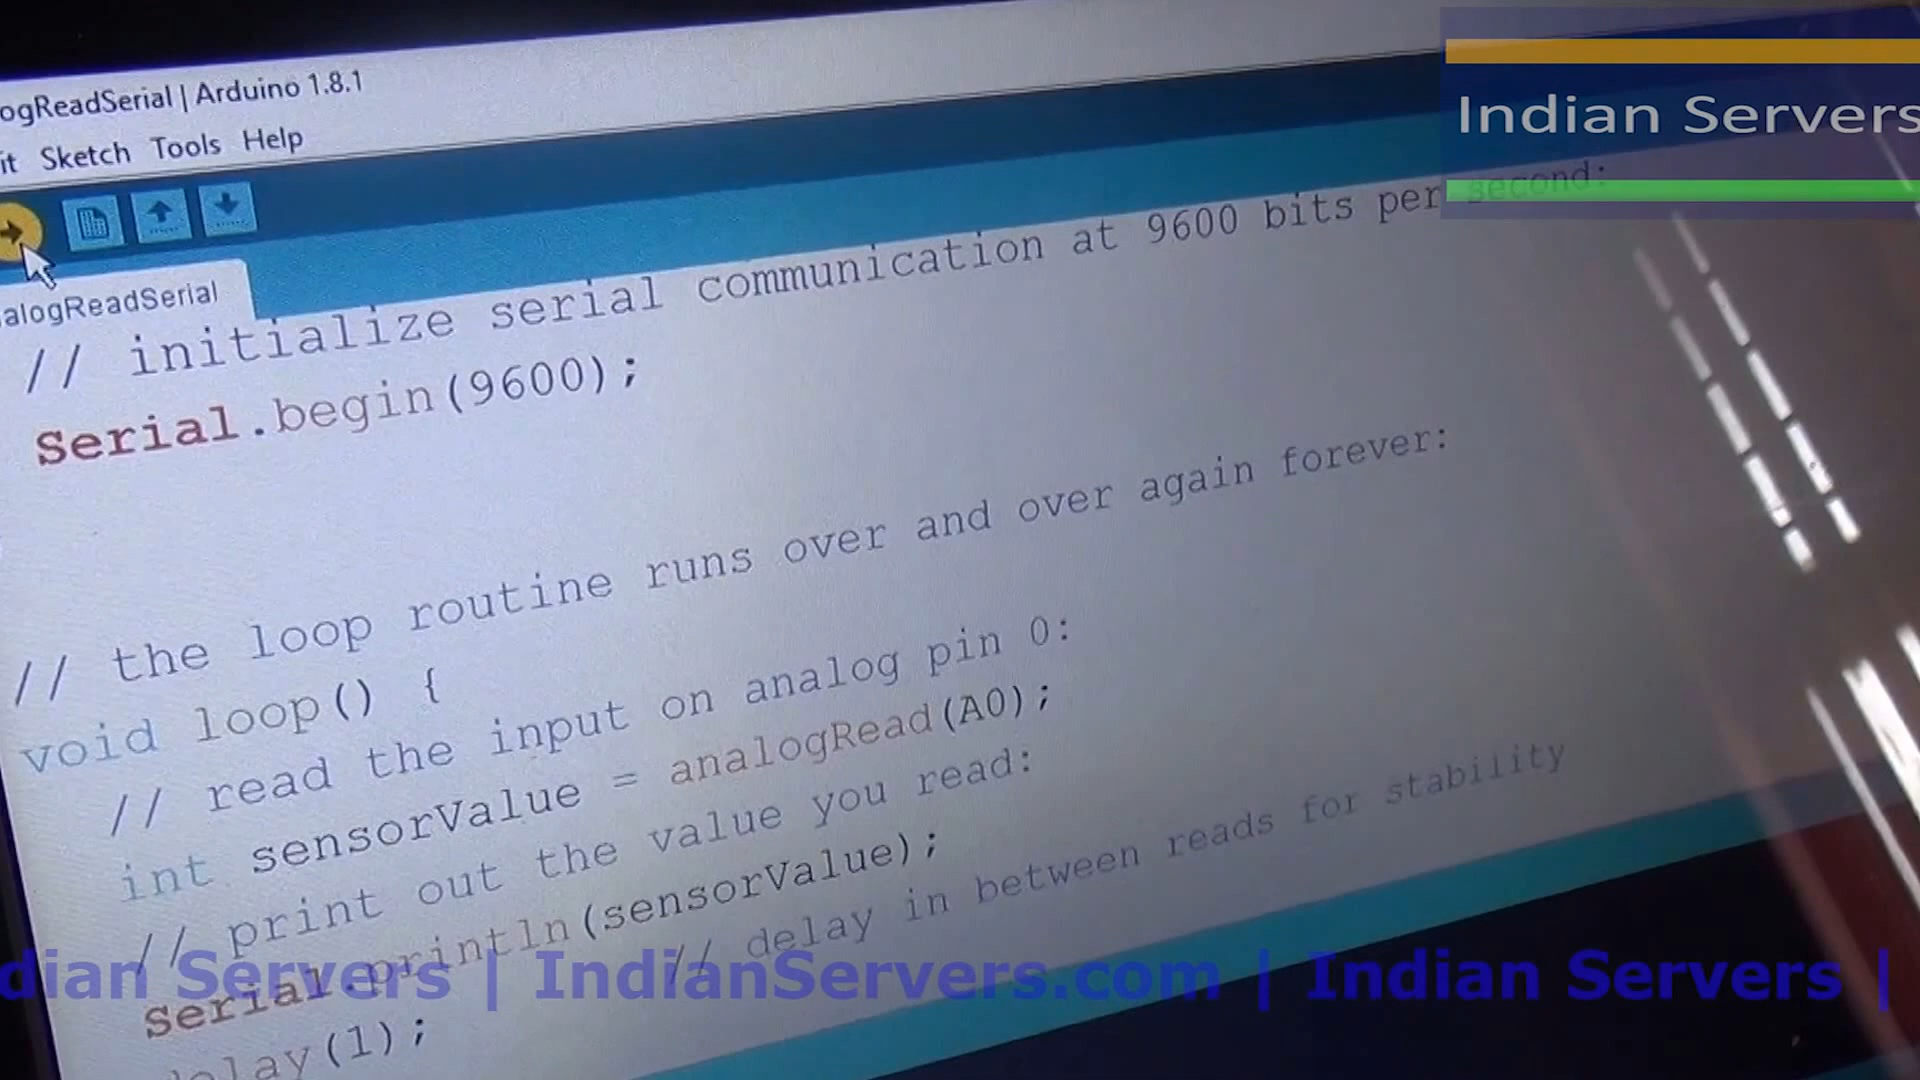 ogReadSerial | Arduino 1.8.1
it Sketch Tools Help
Indian Servers
alogReadSerial
// initialize serial communication at 9600 bits per second:
Serial.begin(9600);
// the loop routine runs over and over again forever:
void loop() {
// read the input on analog pin 0:
int sensorValue = analogRead(A0);
// print out the value you read:
Serial.println(sensorValue);
delay(1); // delay in between reads for stability
dian Servers | IndianServers.com | Indian Servers |